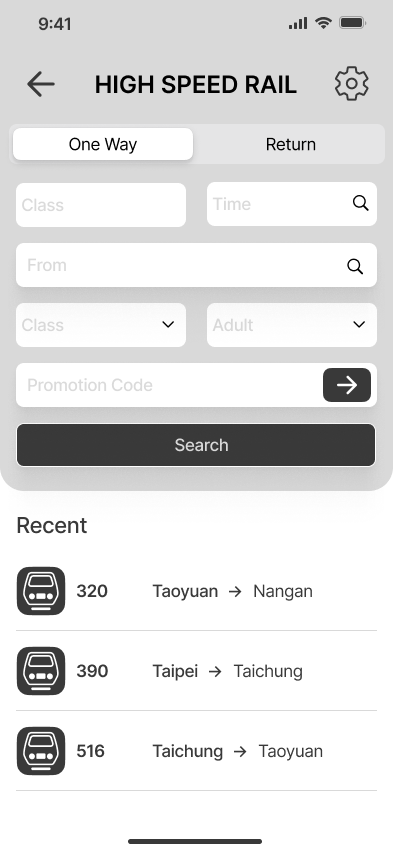 9:41
HIGH SPEED RAIL
One Way Return
Class Time
From
Class Adult
Promotion Code
Search
Recent
320 Taoyuan → Nangan
390 Taipei → Taichung
516 Taichung → Taoyuan